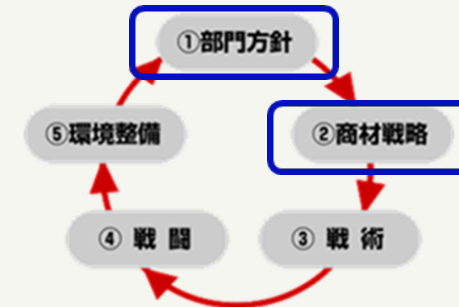 ①部門方針
②商材戦略
③ 戦 術
④ 戦 闘
⑤環境整備